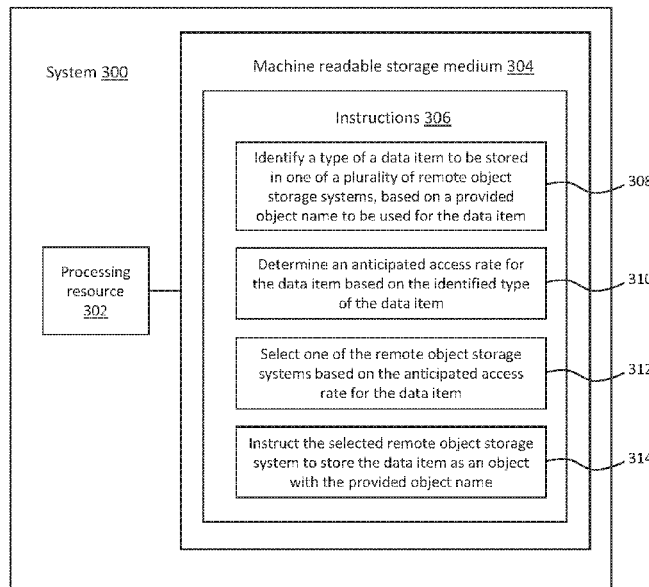 System 300
Machine readable storage medium 304
Instructions 306
Identify a type of a data item to be stored
in one of a plurality of remote object
storage systems, based on a provided
object name to be used for the data item
308
Processing
resource
302
Determine an anticipated access rate for
the data item based on the identified type
of the data item
310
Select one of the remote object storage
systems based on the anticipated access
rate for the data item
312
Instruct the selected remote object storage
system to store the data item as an object
with the provided object name
314